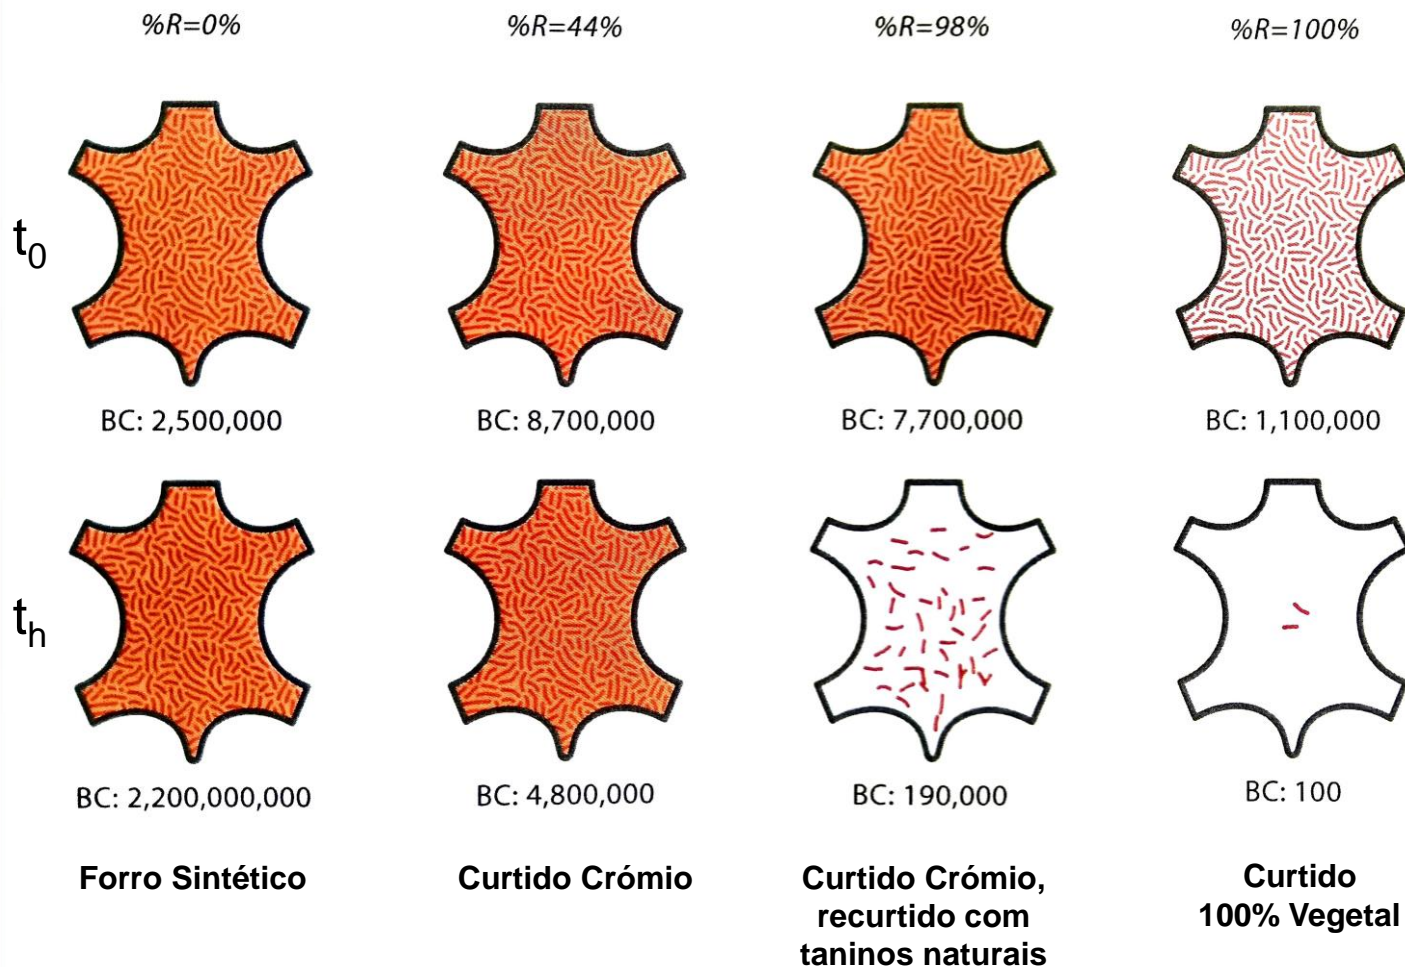 %R=0%
%R=44%
%R=98%
%R=100%
t0
BC: 2,500,000
BC: 8,700,000
BC: 7,700,000
BC: 1,100,000
th
BC: 2,200,000,000
BC: 4,800,000
BC: 190,000
BC: 100
Forro Sintético
Curtido Crómio
Curtido Crómio,
recurtido com
taninos naturais
Curtido
100% Vegetal